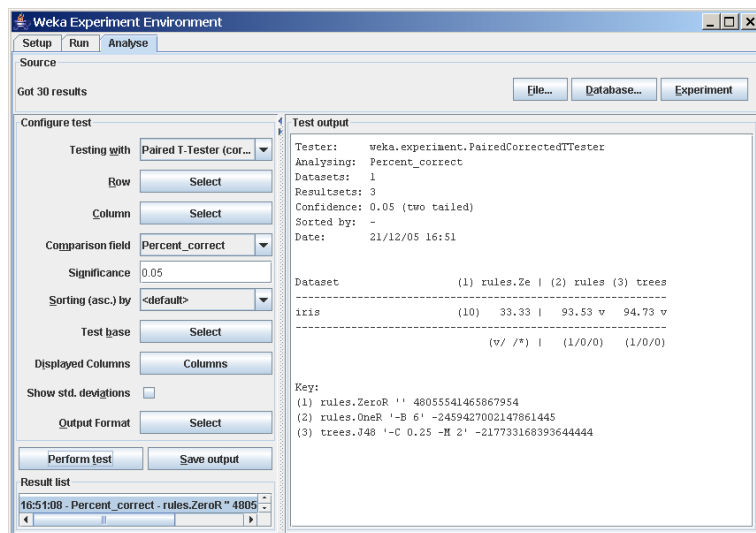 Weka Experiment Environment
Setup Run Analyse
Source
Got 30 results
File... Database... Experiment
Configure test
Testing with Paired T-Tester (cor...
Row Select
Column Select
Comparison field Percent_correct
Significance 0.05
Sorting (asc.) by <default>
Test base Select
Displayed Columns Columns
Show std. deviations
Output Format Select
Perform test Save output
Result list
16:51:08 - Percent_correct - rules.ZeroR '' 4805
Test output
Tester: weka.experiment.PairedCorrectedTTester
Analysing: Percent_correct
Datasets: 1
Resultsets: 3
Confidence: 0.05 (two tailed)
Sorted by: -
Date: 21/12/05 16:51
Dataset (1) rules.Ze | (2) rules (3) trees
--------------------------------------------------------------
iris (10) 33.33 | 93.53 v 94.73 v
--------------------------------------------------------------
(v/ /*) | (1/0/0) (1/0/0)
Key:
(1) rules.ZeroR '' 48055541465867954
(2) rules.OneR '-B 6' -2459427002147861445
(3) trees.J48 '-C 0.25 -M 2' -217733168393644444